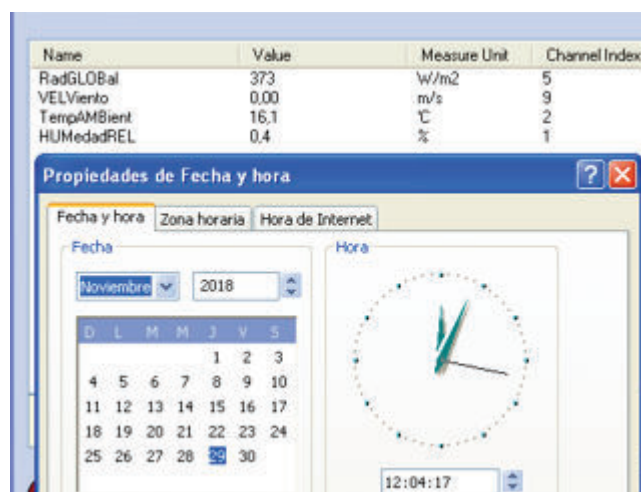 Name Value Measure Unit Channel Index
RadGLOBal 373 W/m2 5
VELViento 0,00 m/s 9
TempAMBient 16,1 ℃ 2
HUMedadREL 0,4 % 1
Propiedades de Fecha y hora
Fecha y hora Zona horaria Hora de Internet
Fecha Hora
Noviembre 2018
D L M M J V S
1 2 3
4 5 6 7 8 9 10
11 12 13 14 15 16 17
18 19 20 21 22 23 24
25 26 27 28 29 30
12:04:17